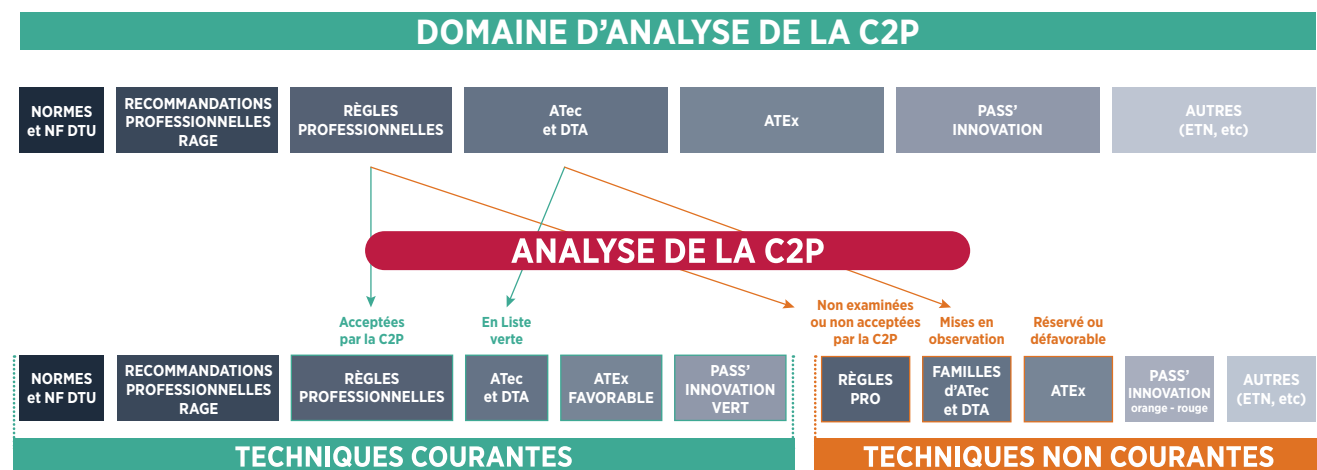 DOMAINE D'ANALYSE DE LA C2P
NORMES
et NF DTU
RECOMMANDATIONS
PROFESSIONNELLES
RAGE
RÈGLES
PROFESSIONNELLES
ATec
et DTA
ATEx
PASS'
INNOVATION
AUTRES
(ETN, etc)
ANALYSE DE LA C2P
Acceptées
par la C2P
En Liste
verte
Non examinées
ou non acceptées
par la C2P
Mises en
observation
Réservé ou
défavorable
NORMES
et NF DTU
RECOMMANDATIONS
PROFESSIONNELLES
RAGE
RÈGLES
PROFESSIONNELLES
ATec
et DTA
ATEx
FAVORABLE
PASS'
INNOVATION
VERT
RÈGLES
PRO
FAMILLES
d'ATec
et DTA
ATEx
PASS'
INNOVATION
orange - rouge
AUTRES
(ETN, etc)
TECHNIQUES COURANTES
TECHNIQUES NON COURANTES